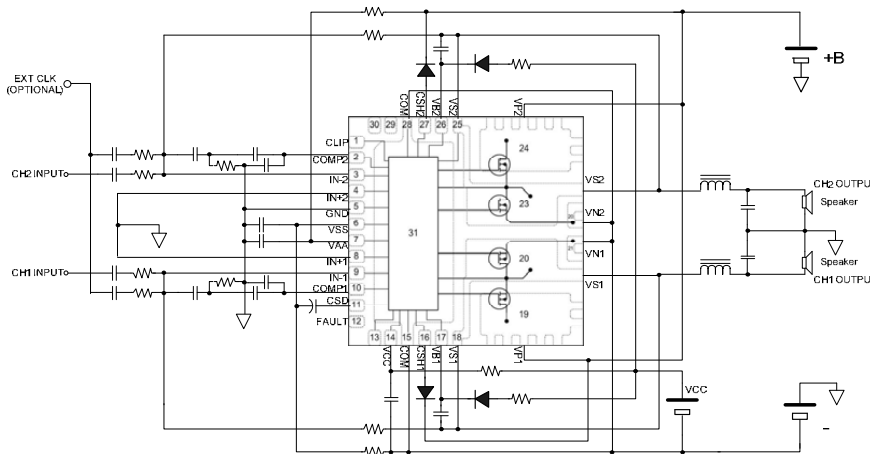 EXT CLK
(OPTIONAL)
+B
COM
CSH2
VB2
VS2
VP2
30 29 28 27 26 25
CLIP 1
COMP2 2
CH2 INPUT
IN-2 3
IN+2 4
GND 5
VSS 6
VAA 7
IN+1 8
CH1 INPUT
IN-1 9
COMP1 10
CSD 11
FAULT 12
31
24
23
20
19
VS2
VN2
VN1
VS1
CH2 OUTPUT
Speaker
Speaker
CH1 OUTPUT
13 14 15 16 17 18
VCC
COM
CSH1
VB1
VS1
VP1
VCC
-